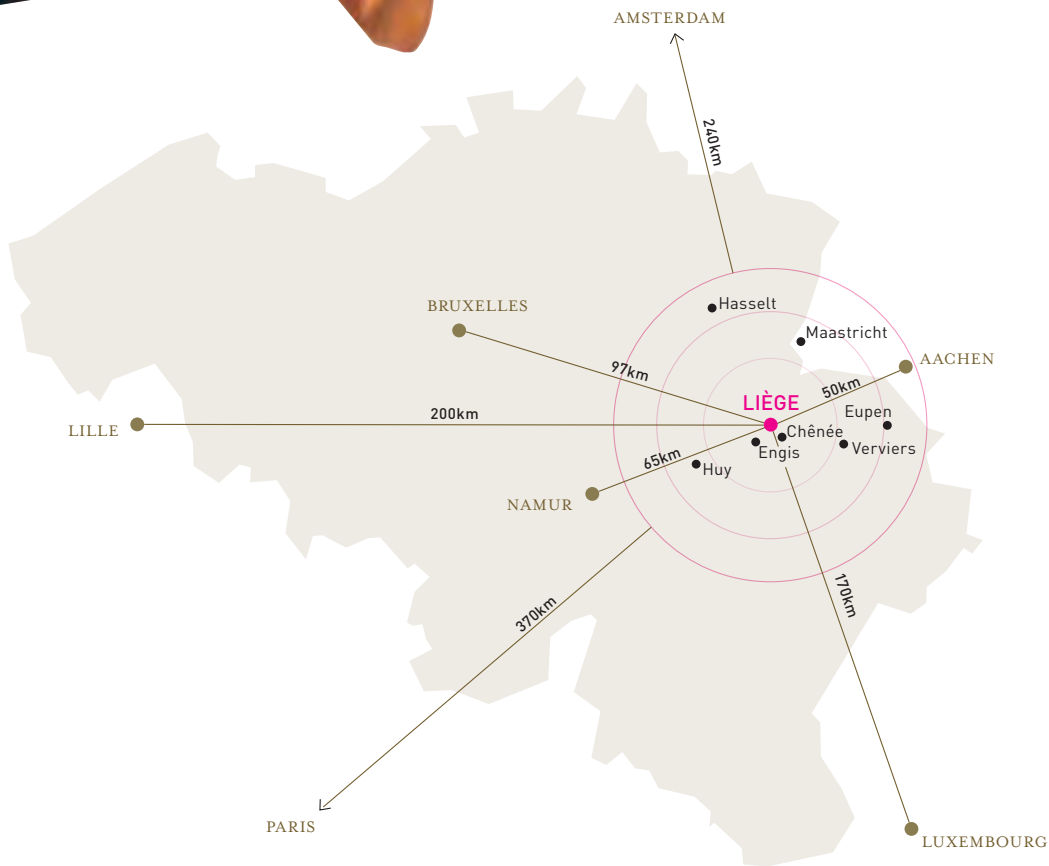 AMSTERDAM
240km
Hasselt
BRUXELLES
Maastricht
AACHEN
97km
50km
LIÈGE
Eupen
200km
LILLE
Chênée
Verviers
Engis
65km
Huy
NAMUR
170km
370km
PARIS
LUXEMBOURG